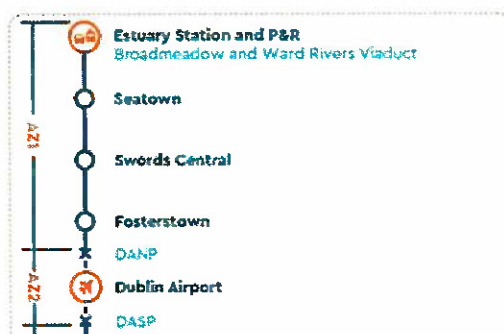 Estuary Station and P&R
Broadmeadow and Ward Rivers Viaduct
Seatown
AZ1
Swords Central
Fosterstown
DANP
AZ2
Dublin Airport
DASP